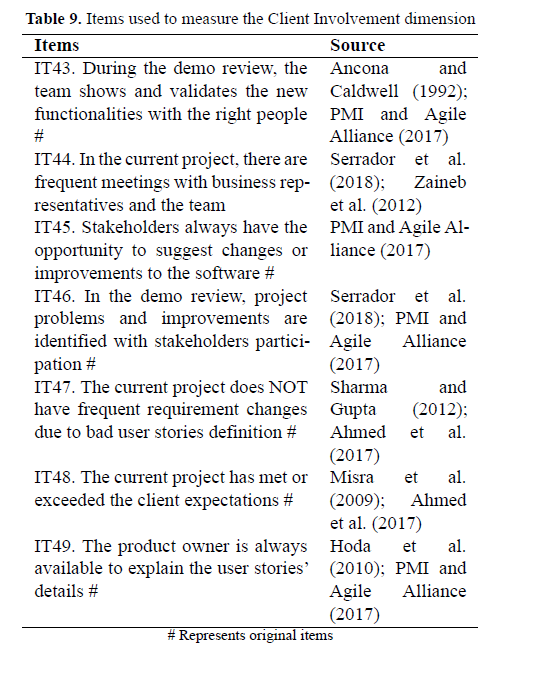 Table 9. Items used to measure the Client Involvement dimension
Items Source
IT43. During the demo review, the Ancona and
team shows and validates the new Caldwell (1992);
functionalities with the right people PMI and Agile
# Alliance (2017)
IT44. In the current project, there are Serrador et al.
frequent meetings with business rep- (2018); Zaineb
resentatives and the team et al. (2012)
IT45. Stakeholders always have the PMI and Agile Al-
opportunity to suggest changes or liance (2017)
improvements to the software #
IT46. In the demo review, project Serrador et al.
problems and improvements are (2018); PMI and
identified with stakeholders partici- Agile Alliance
pation # (2017)
IT47. The current project does NOT Sharma and
have frequent requirement changes Gupta (2012);
due to bad user stories definition # Ahmed et al.
(2017)
IT48. The current project has met or Misra et al.
exceeded the client expectations # (2009); Ahmed
et al. (2017)
IT49. The product owner is always Hoda et al.
available to explain the user stories’ (2010); PMI and
details # Agile Alliance
(2017)
# Represents original items